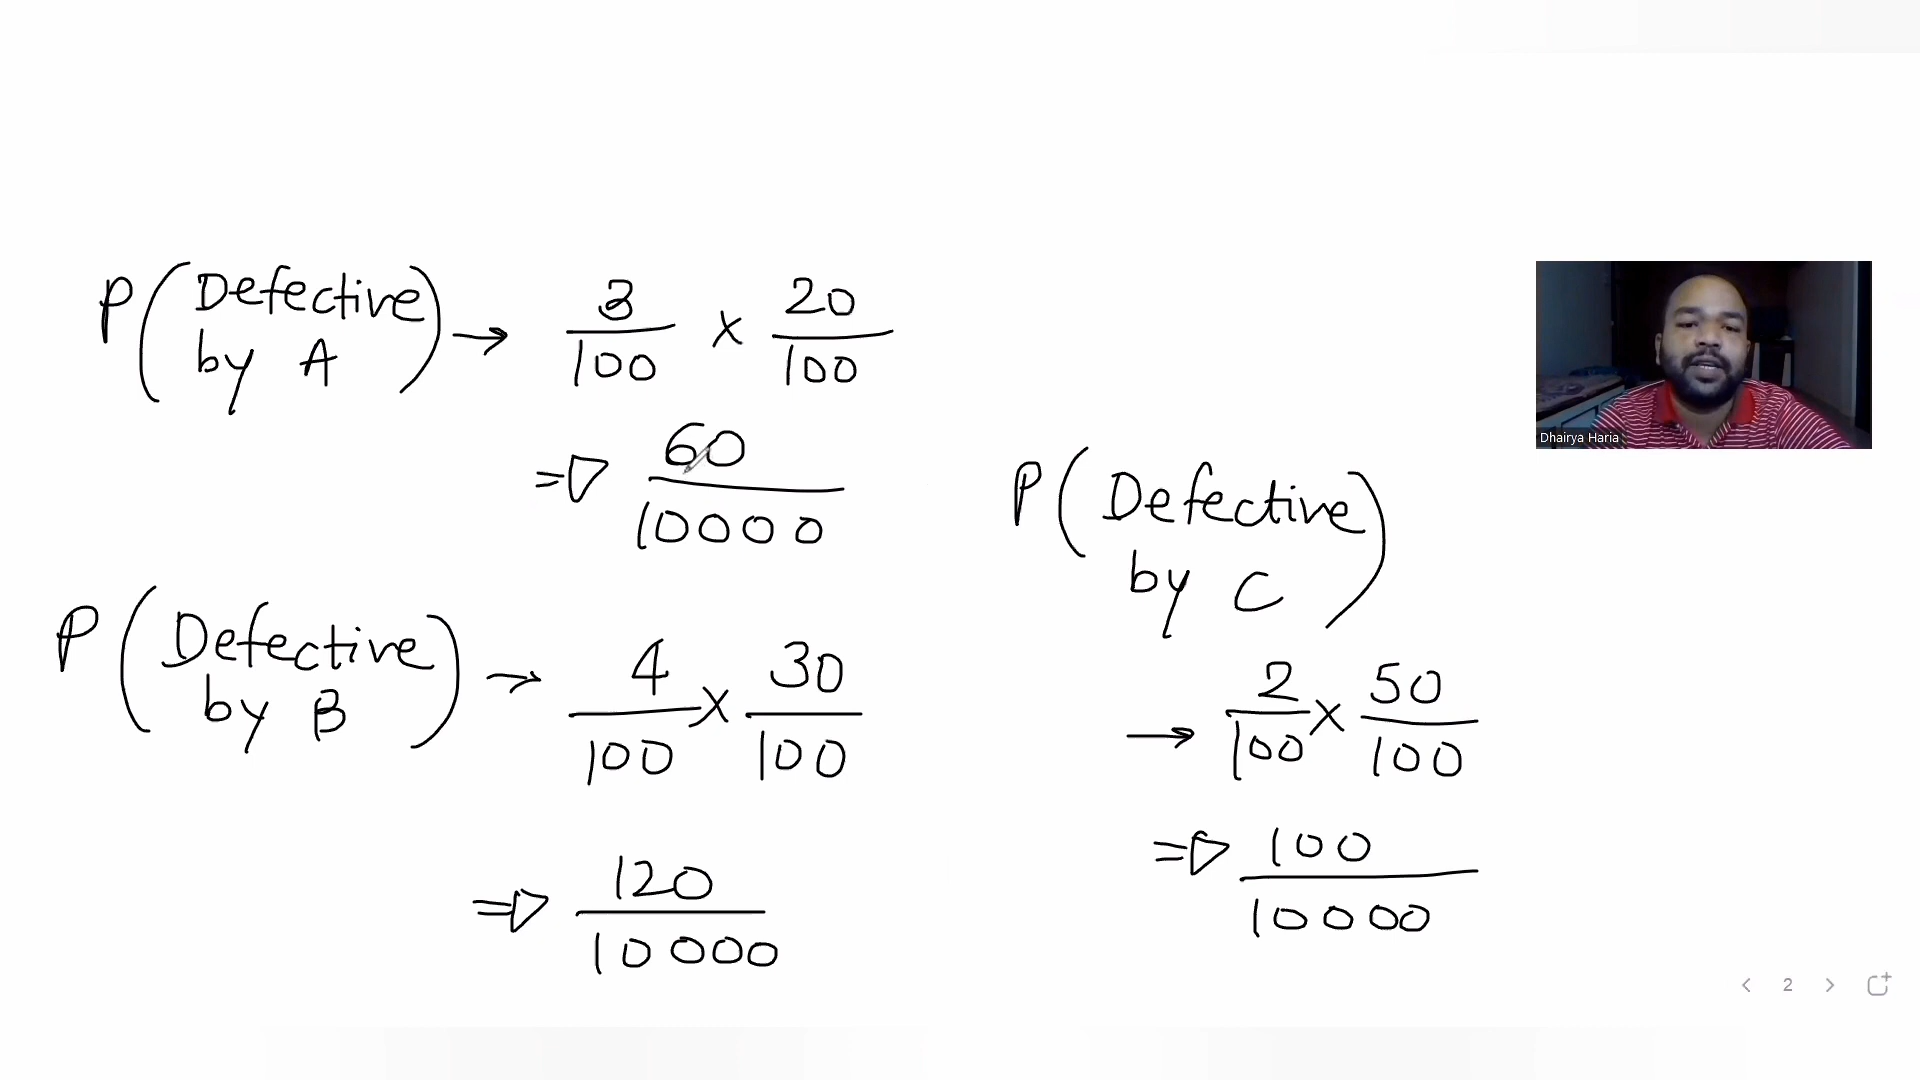 P ( Defective
by A ) → 3/100 x 20/100
=> 60/10000
P ( Defective
by B ) → 4/100 x 30/100
=> 120/10000
P ( Defective
by C )
→ 2/100 x 50/100
=> 100/10000
Dhairya Haria
< 2 >